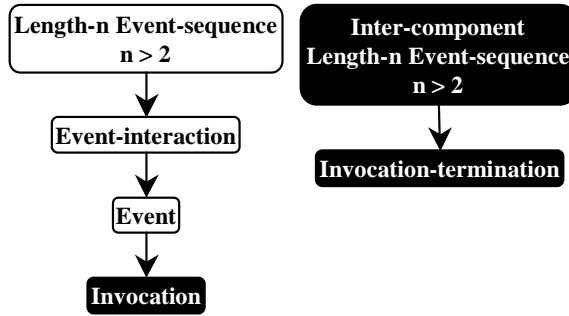 Length-n Event-sequence
n > 2
Event-interaction
Event
Invocation
Inter-component
Length-n Event-sequence
n > 2
Invocation-termination